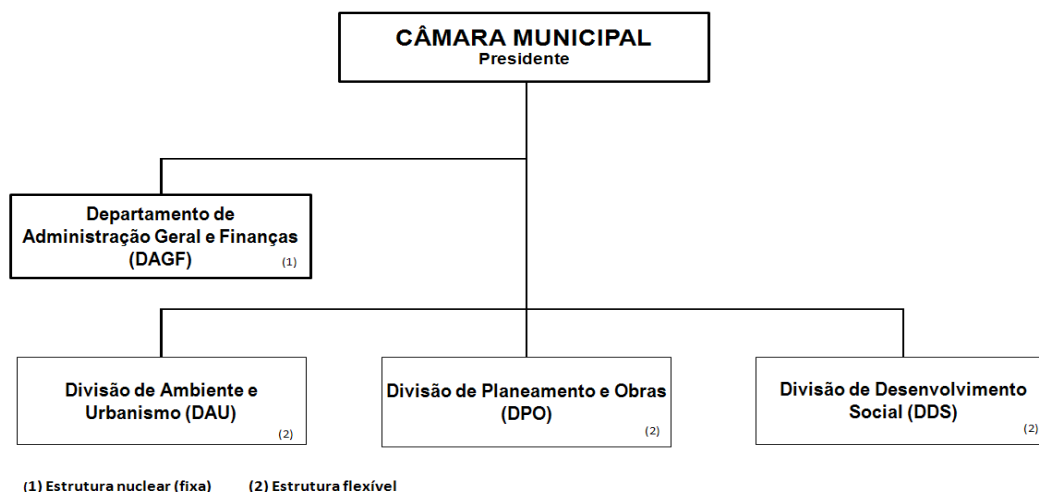 CÂMARA MUNICIPAL
Presidente
Departamento de
Administração Geral e Finanças
(DAGF)
(1)
Divisão de Ambiente e
Urbanismo (DAU)
(2)
Divisão de Planeamento e Obras
(DPO)
(2)
Divisão de Desenvolvimento
Social (DDS)
(2)
(1) Estrutura nuclear (fixa) (2) Estrutura flexível